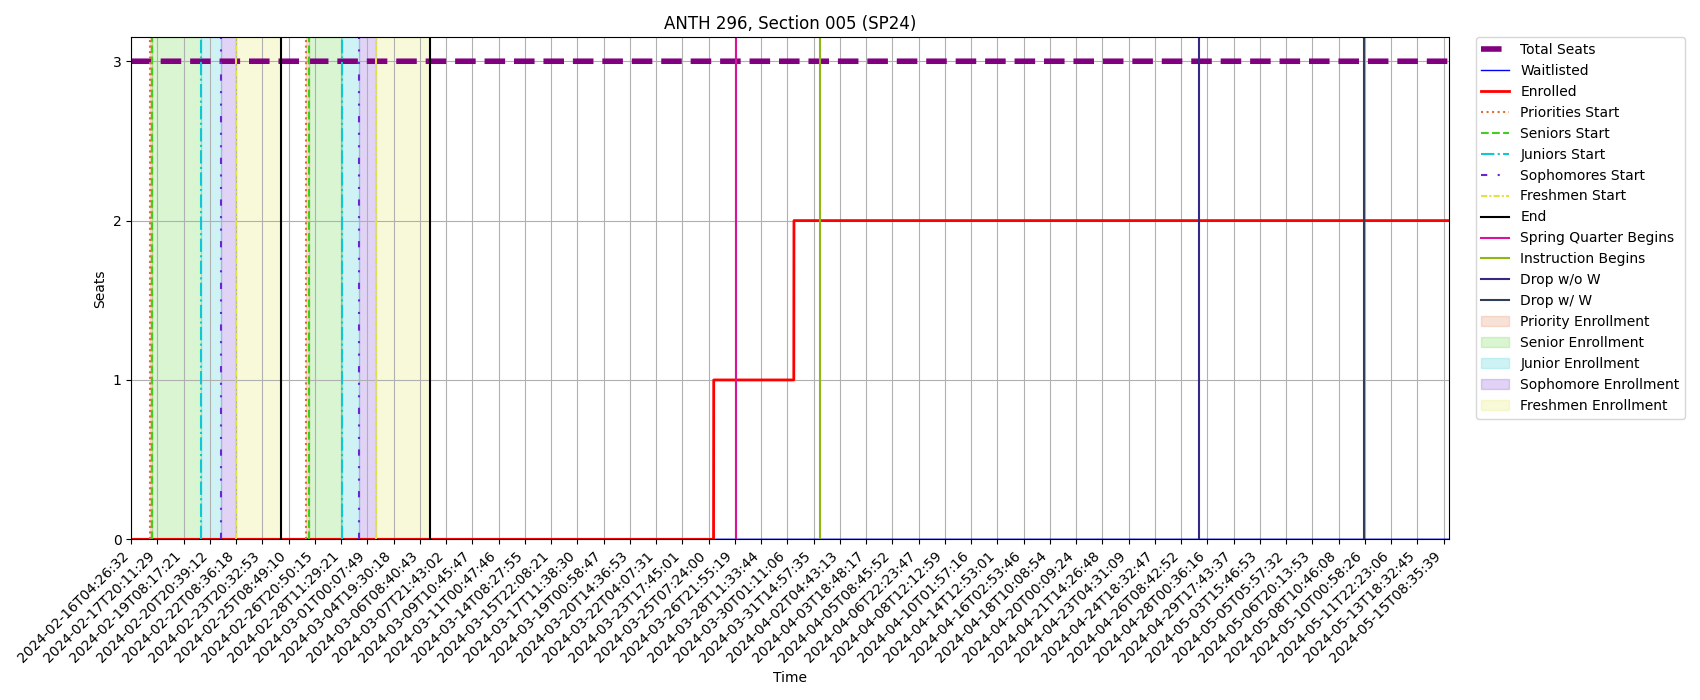 ANTH 296, Section 005 (SP24)
3
2
1
0
Seats
2024-02-16T04:26:32
2024-02-17T20:11:29
2024-02-19T08:17:21
2024-02-20T20:39:12
2024-02-22T08:36:18
2024-02-23T20:32:53
2024-02-25T08:49:10
2024-02-26T20:50:15
2024-02-28T11:29:21
2024-03-01T00:07:49
2024-03-04T19:30:18
2024-03-06T08:40:43
2024-03-07T21:43:02
2024-03-11T10:45:47
2024-03-13T00:47:46
2024-03-14T08:27:55
2024-03-15T22:08:21
2024-03-17T11:38:30
2024-03-19T00:58:47
2024-03-20T14:36:53
2024-03-22T04:07:31
2024-03-23T17:45:01
2024-03-25T07:24:00
2024-03-26T21:55:19
2024-03-28T11:33:44
2024-03-30T01:11:06
2024-03-31T14:57:35
2024-04-02T04:43:13
2024-04-03T18:48:17
2024-04-05T08:45:52
2024-04-06T22:23:47
2024-04-08T12:12:59
2024-04-10T01:57:16
2024-04-14T12:53:01
2024-04-16T02:53:46
2024-04-18T10:08:54
2024-04-20T00:09:24
2024-04-21T14:26:48
2024-04-23T04:31:09
2024-04-24T18:32:47
2024-04-26T08:42:52
2024-04-28T00:36:16
2024-04-29T17:43:37
2024-05-03T15:46:53
2024-05-05T05:57:32
2024-05-06T20:13:53
2024-05-08T10:46:08
2024-05-10T00:58:26
2024-05-11T22:23:06
2024-05-13T18:32:45
2024-05-15T08:35:39
Time
Total Seats
Waitlisted
Enrolled
Priorities Start
Seniors Start
Juniors Start
Sophomores Start
Freshmen Start
End
Spring Quarter Begins
Instruction Begins
Drop w/o W
Drop w/ W
Priority Enrollment
Senior Enrollment
Junior Enrollment
Sophomore Enrollment
Freshmen Enrollment